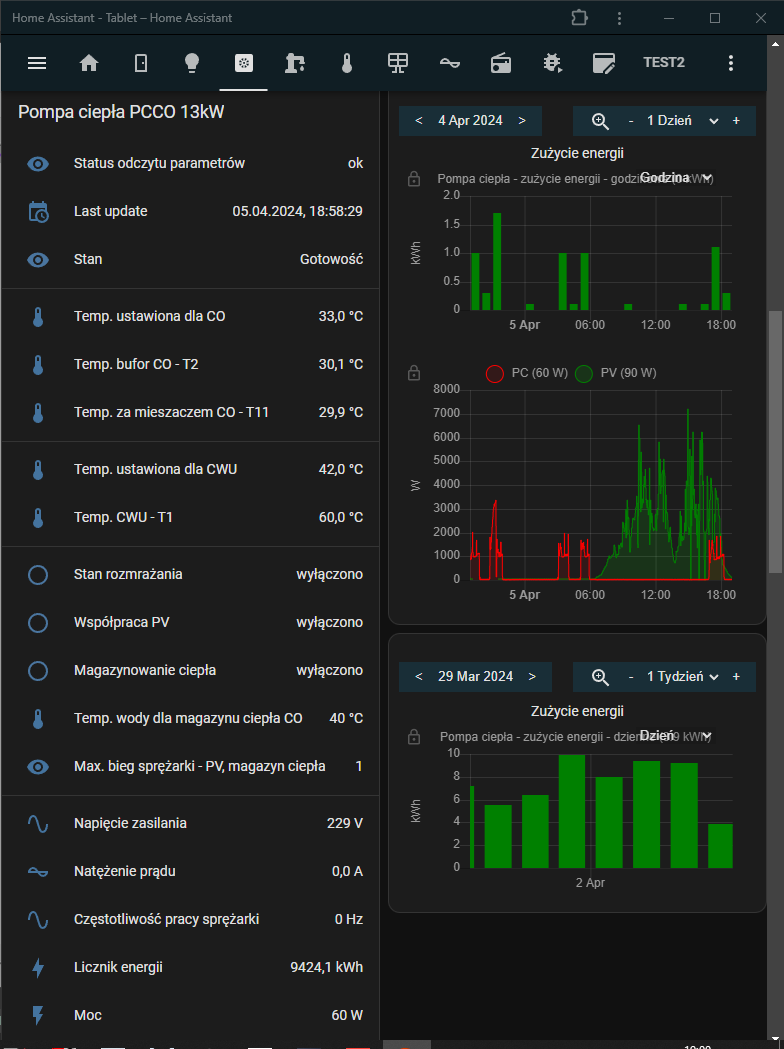 Home Assistant - Tablet – Home Assistant
TEST2
Pompa ciepła PCCO 13kW
Status odczytu parametrów ok
Last update 05.04.2024, 18:58:29
Stan Gotowość
Temp. ustawiona dla CO 33,0 °C
Temp. bufor CO - T2 30,1 °C
Temp. za mieszaczem CO - T11 29,9 °C
Temp. ustawiona dla CWU 42,0 °C
Temp. CWU - T1 60,0 °C
Stan rozmrażania wyłączono
Współpraca PV wyłączono
Magazynowanie ciepła wyłączono
Temp. wody dla magazynu ciepła CO 40 °C
Max. bieg sprężarki - PV, magazyn ciepła 1
Napięcie zasilania 229 V
Natężenie prądu 0,0 A
Częstotliwość pracy sprężarki 0 Hz
Licznik energii 9424,1 kWh
Moc 60 W
< 4 Apr 2024 > - 1 Dzień +
Zużycie energii
Pompa ciepła - zużycie energii - kWh)
Godzina
2.0
1.5
1.0
0.5
0
kWh
5 Apr 06:00 12:00 18:00
PC (60 W) PV (90 W)
8000
7000
6000
5000
4000
3000
2000
1000
0
W
5 Apr 06:00 12:00 18:00
< 29 Mar 2024 > - 1 Tydzień +
Zużycie energii
Pompa ciepła - zużycie energii - kWh)
Dzień
10
8
6
4
2
0
kWh
2 Apr